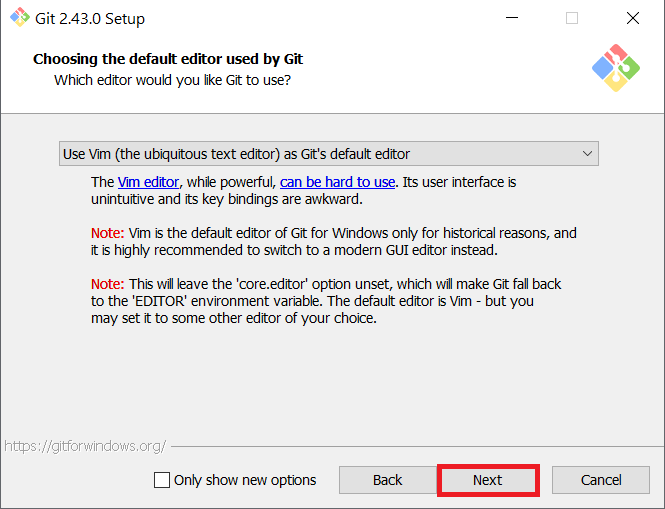 Git 2.43.0 Setup
Choosing the default editor used by Git
Which editor would you like Git to use?
Use Vim (the ubiquitous text editor) as Git's default editor
The Vim editor, while powerful, can be hard to use. Its user interface is
unintuitive and its key bindings are awkward.
Note: Vim is the default editor of Git for Windows only for historical reasons, and
it is highly recommended to switch to a modern GUI editor instead.
Note: This will leave the 'core.editor' option unset, which will make Git fall back
to the 'EDITOR' environment variable. The default editor is Vim - but you
may set it to some other editor of your choice.
https://gitforwindows.org/
Only show new options Back Next Cancel